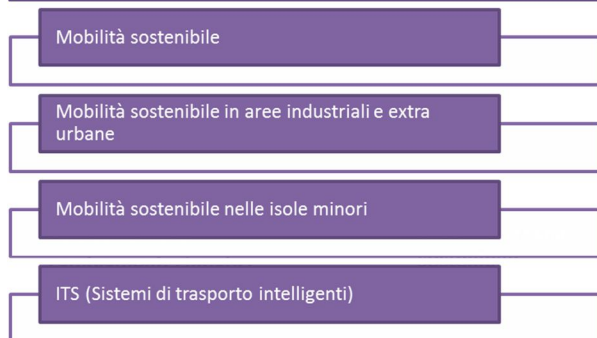 Mobilità sostenibile
Mobilità sostenibile in aree industriali e extra
urbane
Mobilità sostenibile nelle isole minori
ITS (Sistemi di trasporto intelligenti)